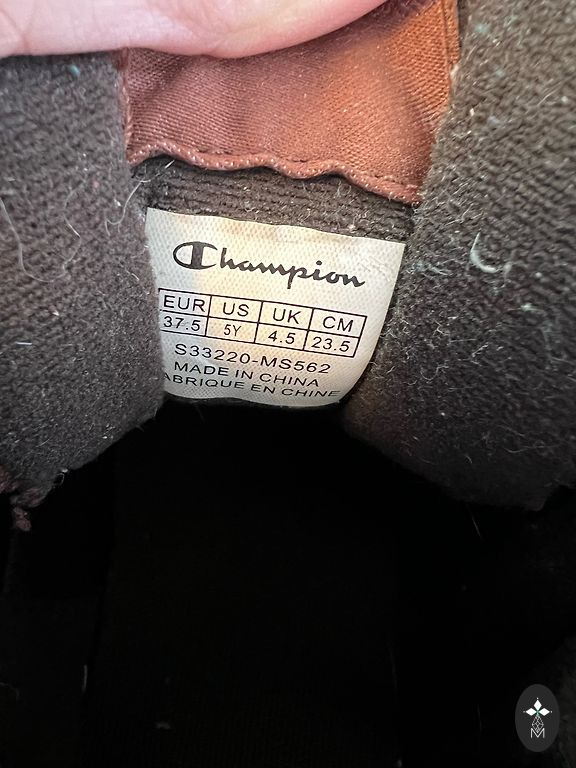 Champion
EUR US UK CM
37.5 5Y 4.5 23.5
S33220-MS562
MADE IN CHINA
ABRIQUE EN CHINE
M